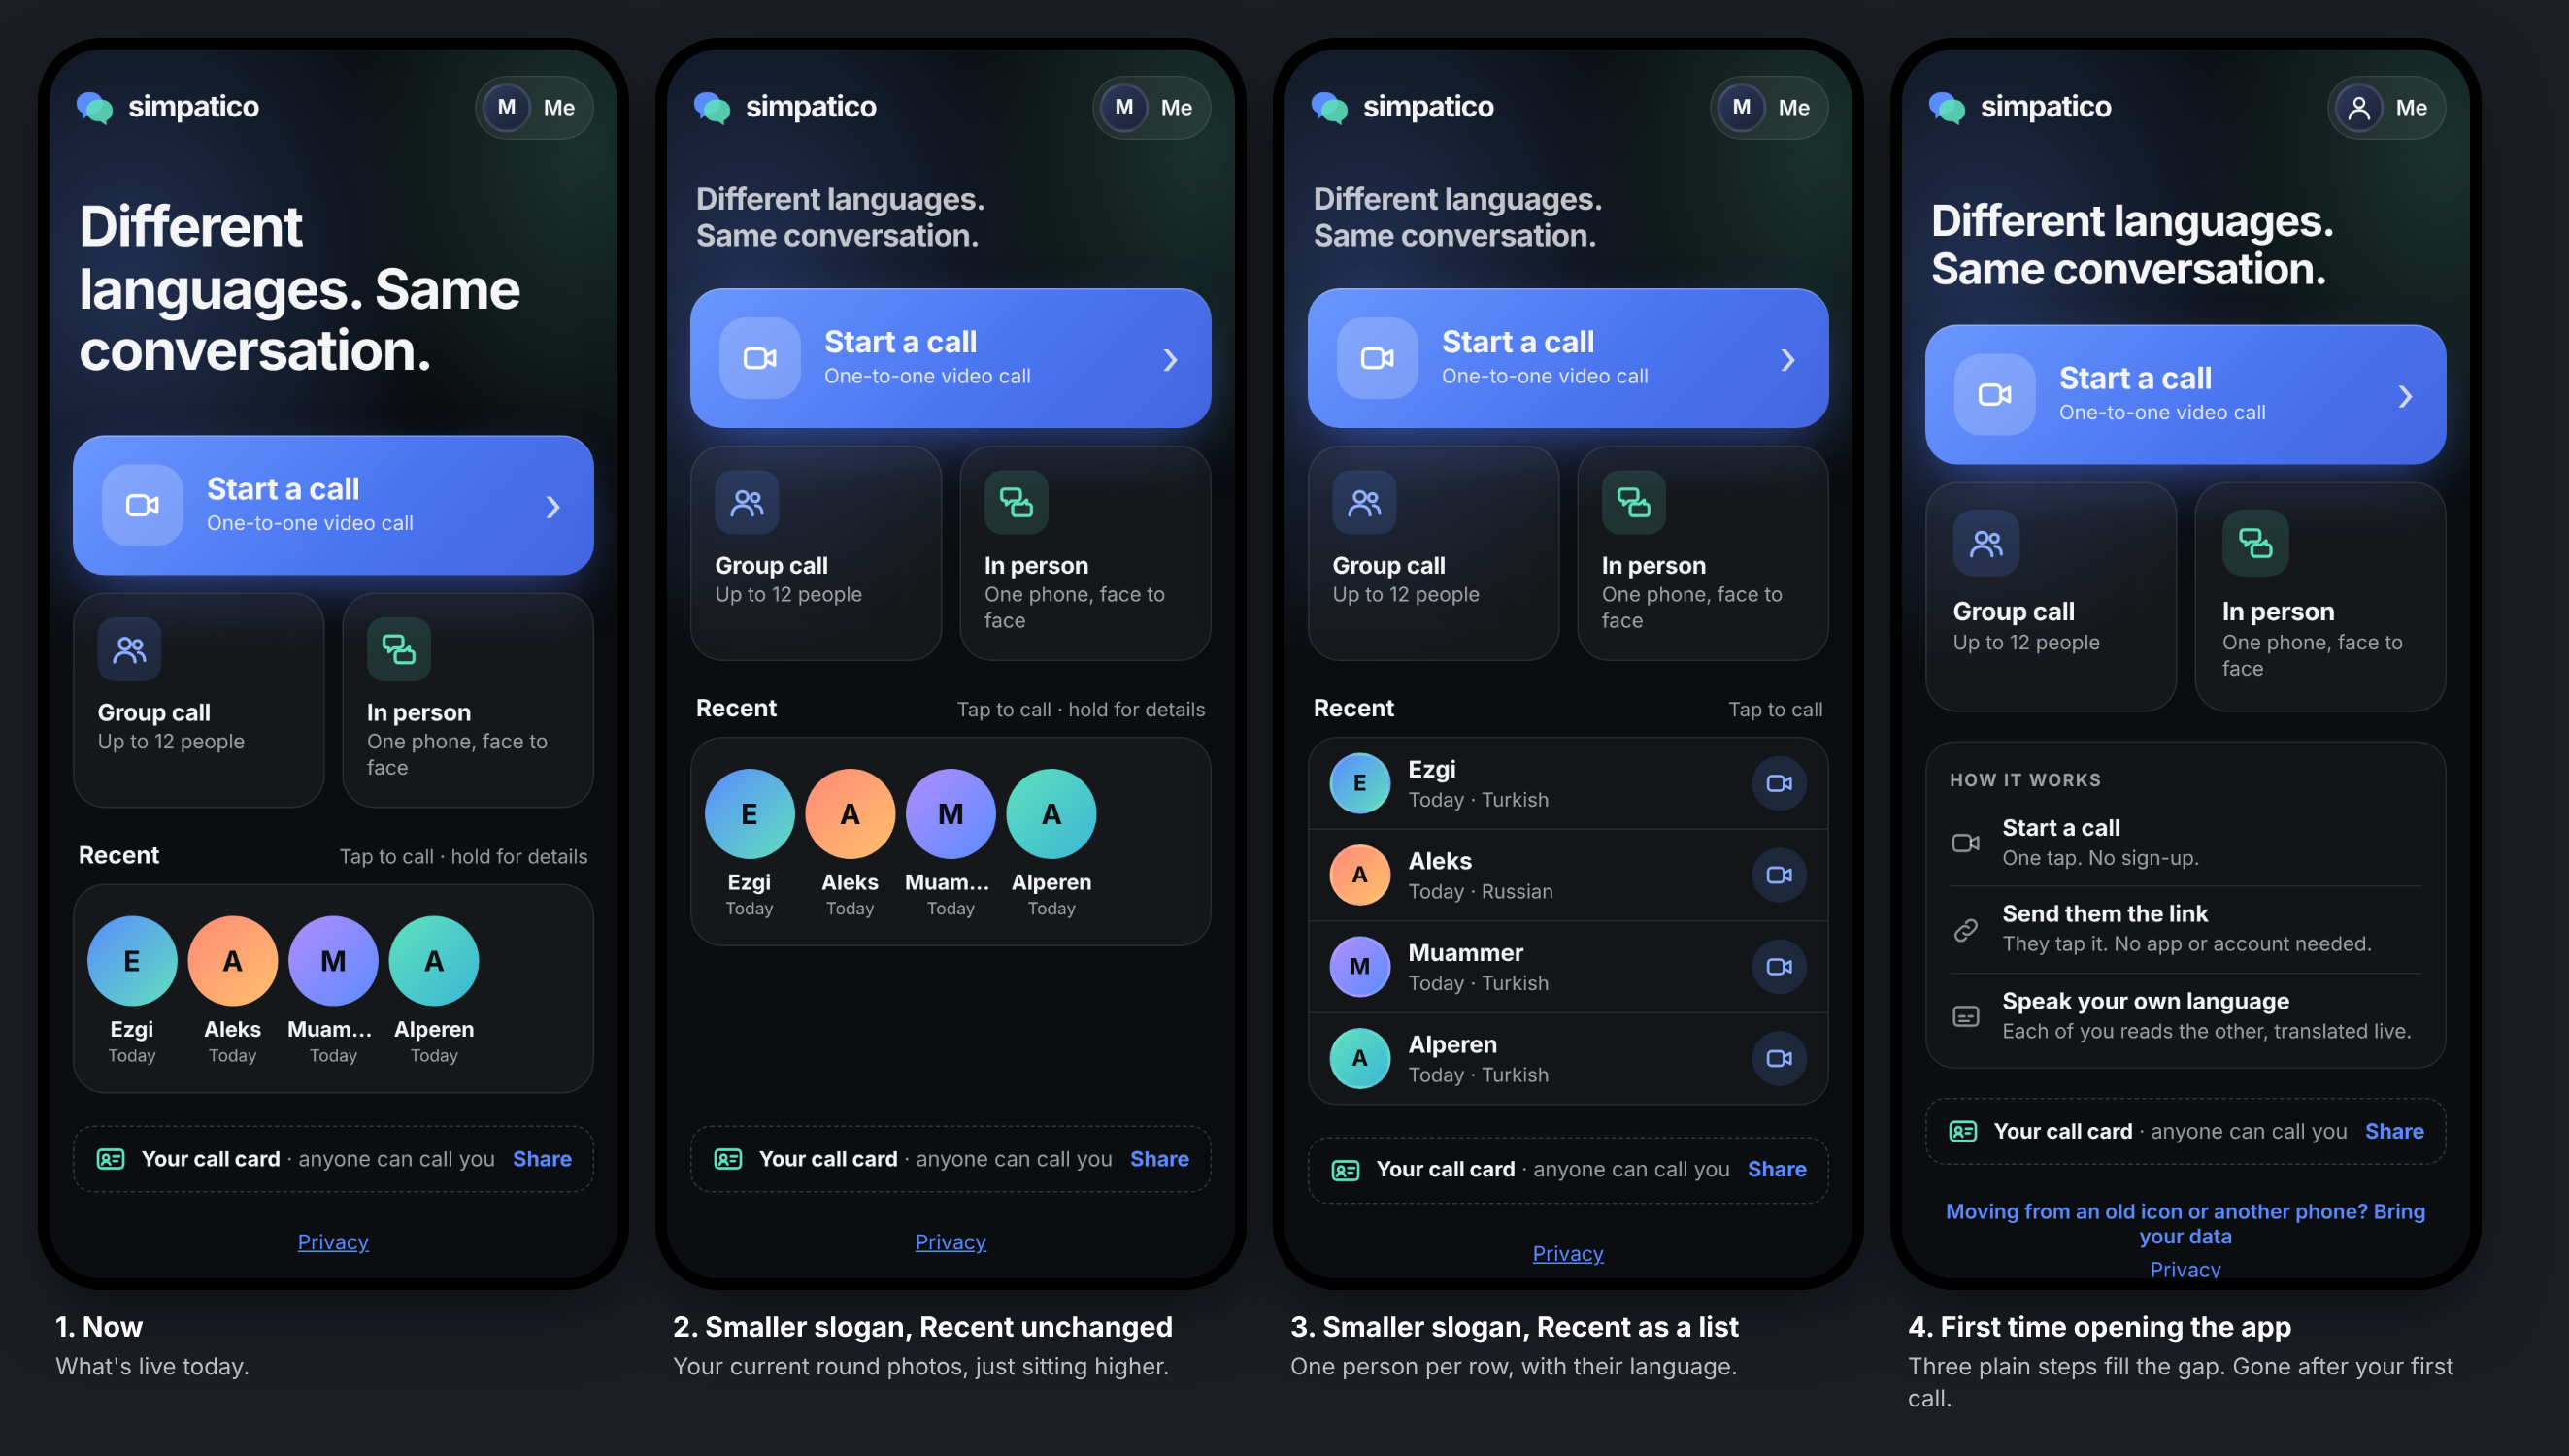 simpatico
M Me
Different
languages. Same
conversation.
Start a call
One-to-one video call
Group call
Up to 12 people
In person
One phone, face to
face
Recent
Tap to call · hold for details
E A M A
Ezgi Aleks Muam... Alperen
Today Today Today Today
Your call card · anyone can call you Share
Privacy
1. Now
What's live today.
simpatico
M Me
Different languages.
Same conversation.
Start a call
One-to-one video call
Group call
Up to 12 people
In person
One phone, face to
face
Recent
Tap to call · hold for details
E A M A
Ezgi Aleks Muam... Alperen
Today Today Today Today
Your call card · anyone can call you Share
Privacy
2. Smaller slogan, Recent unchanged
Your current round photos, just sitting higher.
simpatico
M Me
Different languages.
Same conversation.
Start a call
One-to-one video call
Group call
Up to 12 people
In person
One phone, face to
face
Recent
Tap to call
E
Ezgi
Today · Turkish
A
Aleks
Today · Russian
M
Muammer
Today · Turkish
A
Alperen
Today · Turkish
Your call card · anyone can call you Share
Privacy
3. Smaller slogan, Recent as a list
One person per row, with their language.
simpatico
Me
Different languages.
Same conversation.
Start a call
One-to-one video call
Group call
Up to 12 people
In person
One phone, face to
face
HOW IT WORKS
Start a call
One tap. No sign-up.
Send them the link
They tap it. No app or account needed.
Speak your own language
Each of you reads the other, translated live.
Your call card · anyone can call you Share
Moving from an old icon or another phone? Bring
your data
Privacy
4. First time opening the app
Three plain steps fill the gap. Gone after your first
call.